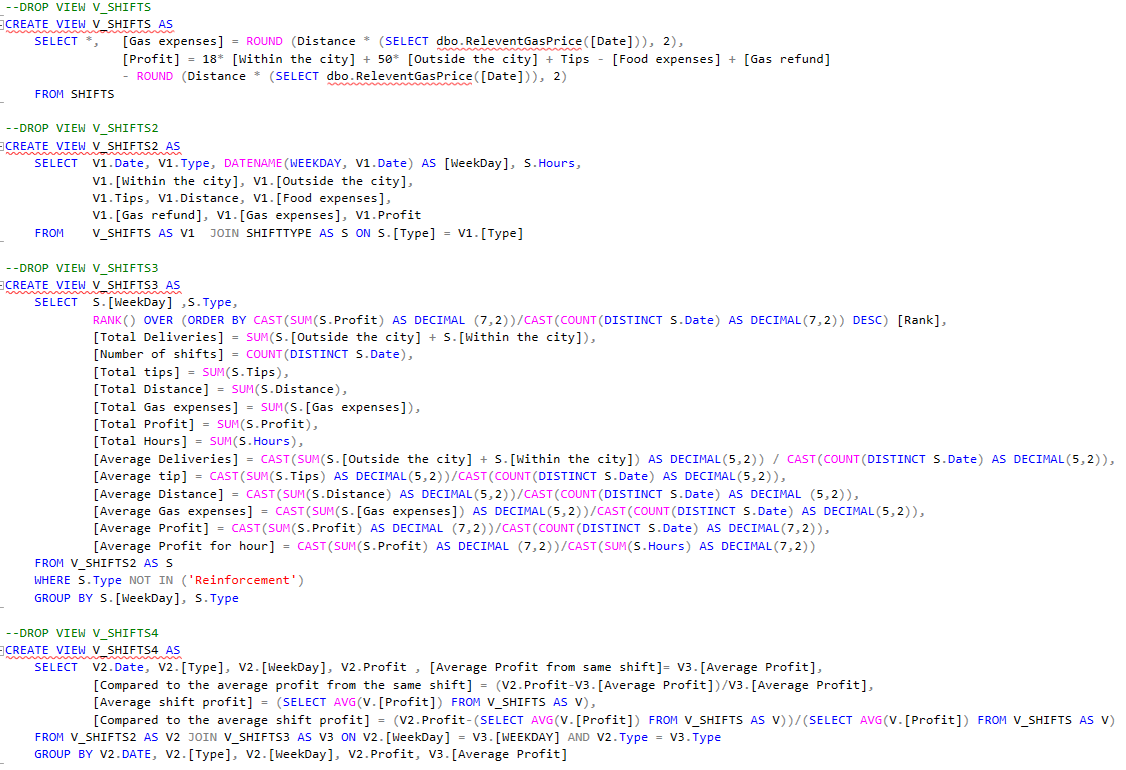 --DROP VIEW V_SHIFTS
CREATE VIEW V_SHIFTS AS
SELECT *, [Gas expenses] = ROUND (Distance * (SELECT dbo.ReleventGasPrice([Date])), 2),
[Profit] = 18* [Within the city] + 50* [Outside the city] + Tips - [Food expenses] + [Gas refund]
- ROUND (Distance * (SELECT dbo.ReleventGasPrice([Date])), 2)
FROM SHIFTS
--DROP VIEW V_SHIFTS2
CREATE VIEW V_SHIFTS2 AS
SELECT V1.Date, V1.Type, DATENAME(WEEKDAY, V1.Date) AS [WeekDay], S.Hours,
V1.[Within the city], V1.[Outside the city],
V1.Tips, V1.Distance, V1.[Food expenses],
V1.[Gas refund], V1.[Gas expenses], V1.Profit
FROM V_SHIFTS AS V1 JOIN SHIFTTYPE AS S ON S.[Type] = V1.[Type]
--DROP VIEW V_SHIFTS3
CREATE VIEW V_SHIFTS3 AS
SELECT S.[WeekDay] ,S.Type,
RANK() OVER (ORDER BY CAST(SUM(S.Profit) AS DECIMAL (7,2))/CAST(COUNT(DISTINCT S.Date) AS DECIMAL(7,2)) DESC) [Rank],
[Total Deliveries] = SUM(S.[Outside the city] + S.[Within the city]),
[Number of shifts] = COUNT(DISTINCT S.Date),
[Total tips] = SUM(S.Tips),
[Total Distance] = SUM(S.Distance),
[Total Gas expenses] = SUM(S.[Gas expenses]),
[Total Profit] = SUM(S.Profit),
[Total Hours] = SUM(S.Hours),
[Average Deliveries] = CAST(SUM(S.[Outside the city] + S.[Within the city]) AS DECIMAL(5,2)) / CAST(COUNT(DISTINCT S.Date) AS DECIMAL(5,2)),
[Average tip] = CAST(SUM(S.Tips) AS DECIMAL(5,2))/CAST(COUNT(DISTINCT S.Date) AS DECIMAL(5,2)),
[Average Distance] = CAST(SUM(S.Distance) AS DECIMAL(5,2))/CAST(COUNT(DISTINCT S.Date) AS DECIMAL (5,2)),
[Average Gas expenses] = CAST(SUM(S.[Gas expenses]) AS DECIMAL(5,2))/CAST(COUNT(DISTINCT S.Date) AS DECIMAL(5,2)),
[Average Profit] = CAST(SUM(S.Profit) AS DECIMAL (7,2))/CAST(COUNT(DISTINCT S.Date) AS DECIMAL(7,2)),
[Average Profit for hour] = CAST(SUM(S.Profit) AS DECIMAL (7,2))/CAST(SUM(S.Hours) AS DECIMAL(7,2))
FROM V_SHIFTS2 AS S
WHERE S.Type NOT IN ('Reinforcement')
GROUP BY S.[WeekDay], S.Type
--DROP VIEW V_SHIFTS4
CREATE VIEW V_SHIFTS4 AS
SELECT V2.Date, V2.[Type], V2.[WeekDay], V2.Profit , [Average Profit from same shift]= V3.[Average Profit],
[Compared to the average profit from the same shift] = (V2.Profit-V3.[Average Profit])/V3.[Average Profit],
[Average shift profit] = (SELECT AVG(V.[Profit]) FROM V_SHIFTS AS V),
[Compared to the average shift profit] = (V2.Profit-(SELECT AVG(V.[Profit]) FROM V_SHIFTS AS V))/(SELECT AVG(V.[Profit]) FROM V_SHIFTS AS V)
FROM V_SHIFTS2 AS V2 JOIN V_SHIFTS3 AS V3 ON V2.[WeekDay] = V3.[WEEKDAY] AND V2.Type = V3.Type
GROUP BY V2.DATE, V2.[Type], V2.[WeekDay], V2.Profit, V3.[Average Profit]